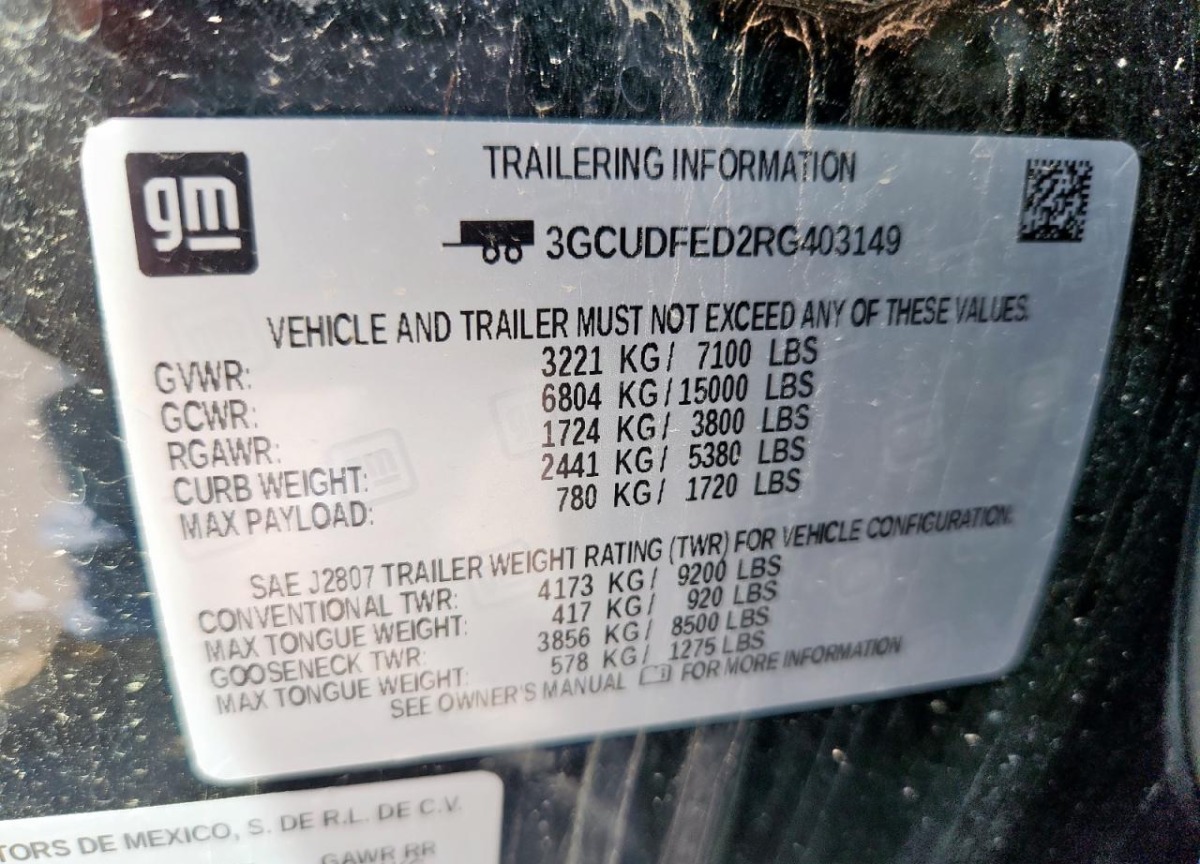 gm
TRAILERING INFORMATION
3GCUDFED2RG403149
VEHICLE AND TRAILER MUST NOT EXCEED ANY OF THESE VALUES.
GVWR: 3221 KG/ 7100 LBS
GCWR: 6804 KG/ 15000 LBS
RGAWR: 1724 KG/ 3800 LBS
CURB WEIGHT: 2441 KG/ 5380 LBS
MAX PAYLOAD: 780 KG/ 1720 LBS
SAE J2807 TRAILER WEIGHT RATING (TWR) FOR VEHICLE CONFIGURATION.
CONVENTIONAL TWR: 4173 KG/ 9200 LBS
MAX TONGUE WEIGHT: 417 KG/ 920 LBS
GOOSENECK TWR: 3856 KG/ 8500 LBS
MAX TONGUE WEIGHT: 578 KG/ 1275 LBS
SEE OWNER'S MANUAL FOR MORE INFORMATION
TORS DE MEXICO, S. DE R.L. DE C.V.
GAWR RR